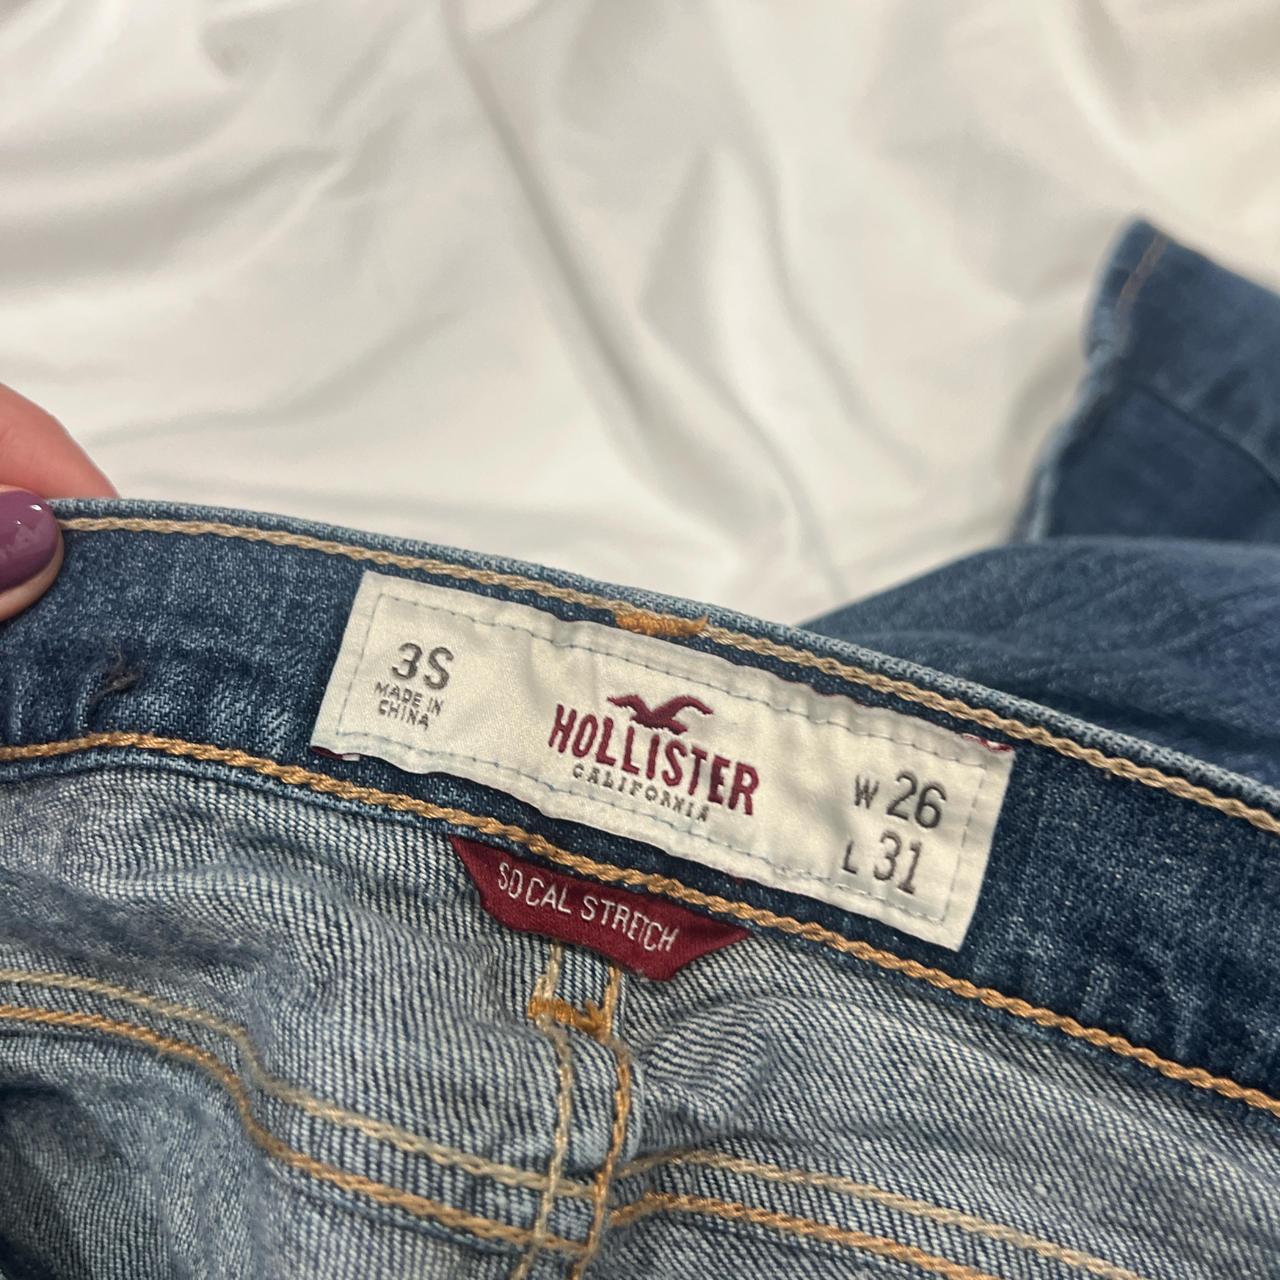 3S
MADE IN
CHINA
HOLLISTER
CALIFORNIA
W 26
L 31
SO CAL STRETCH